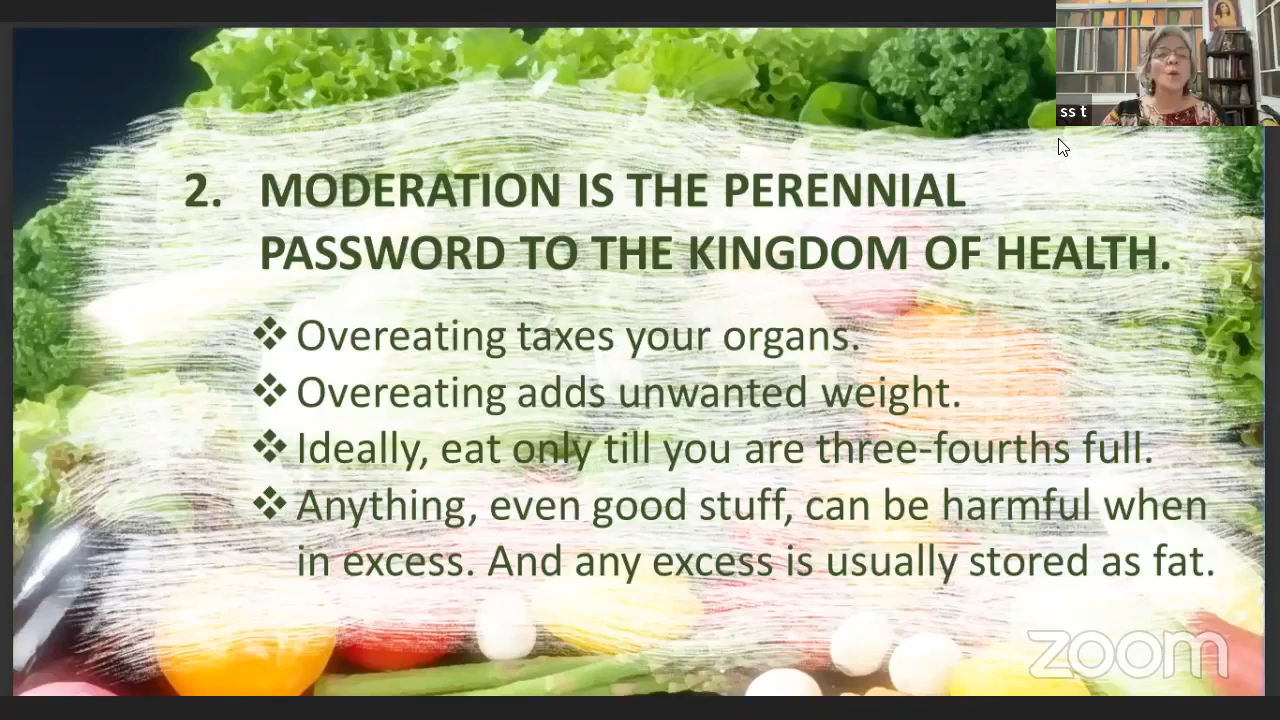 ss t
2. MODERATION IS THE PERENNIAL
PASSWORD TO THE KINGDOM OF HEALTH.
❖ Overeating taxes your organs.
❖ Overeating adds unwanted weight.
❖ Ideally, eat only till you are three-fourths full.
❖ Anything, even good stuff, can be harmful when
in excess. And any excess is usually stored as fat.
zoom